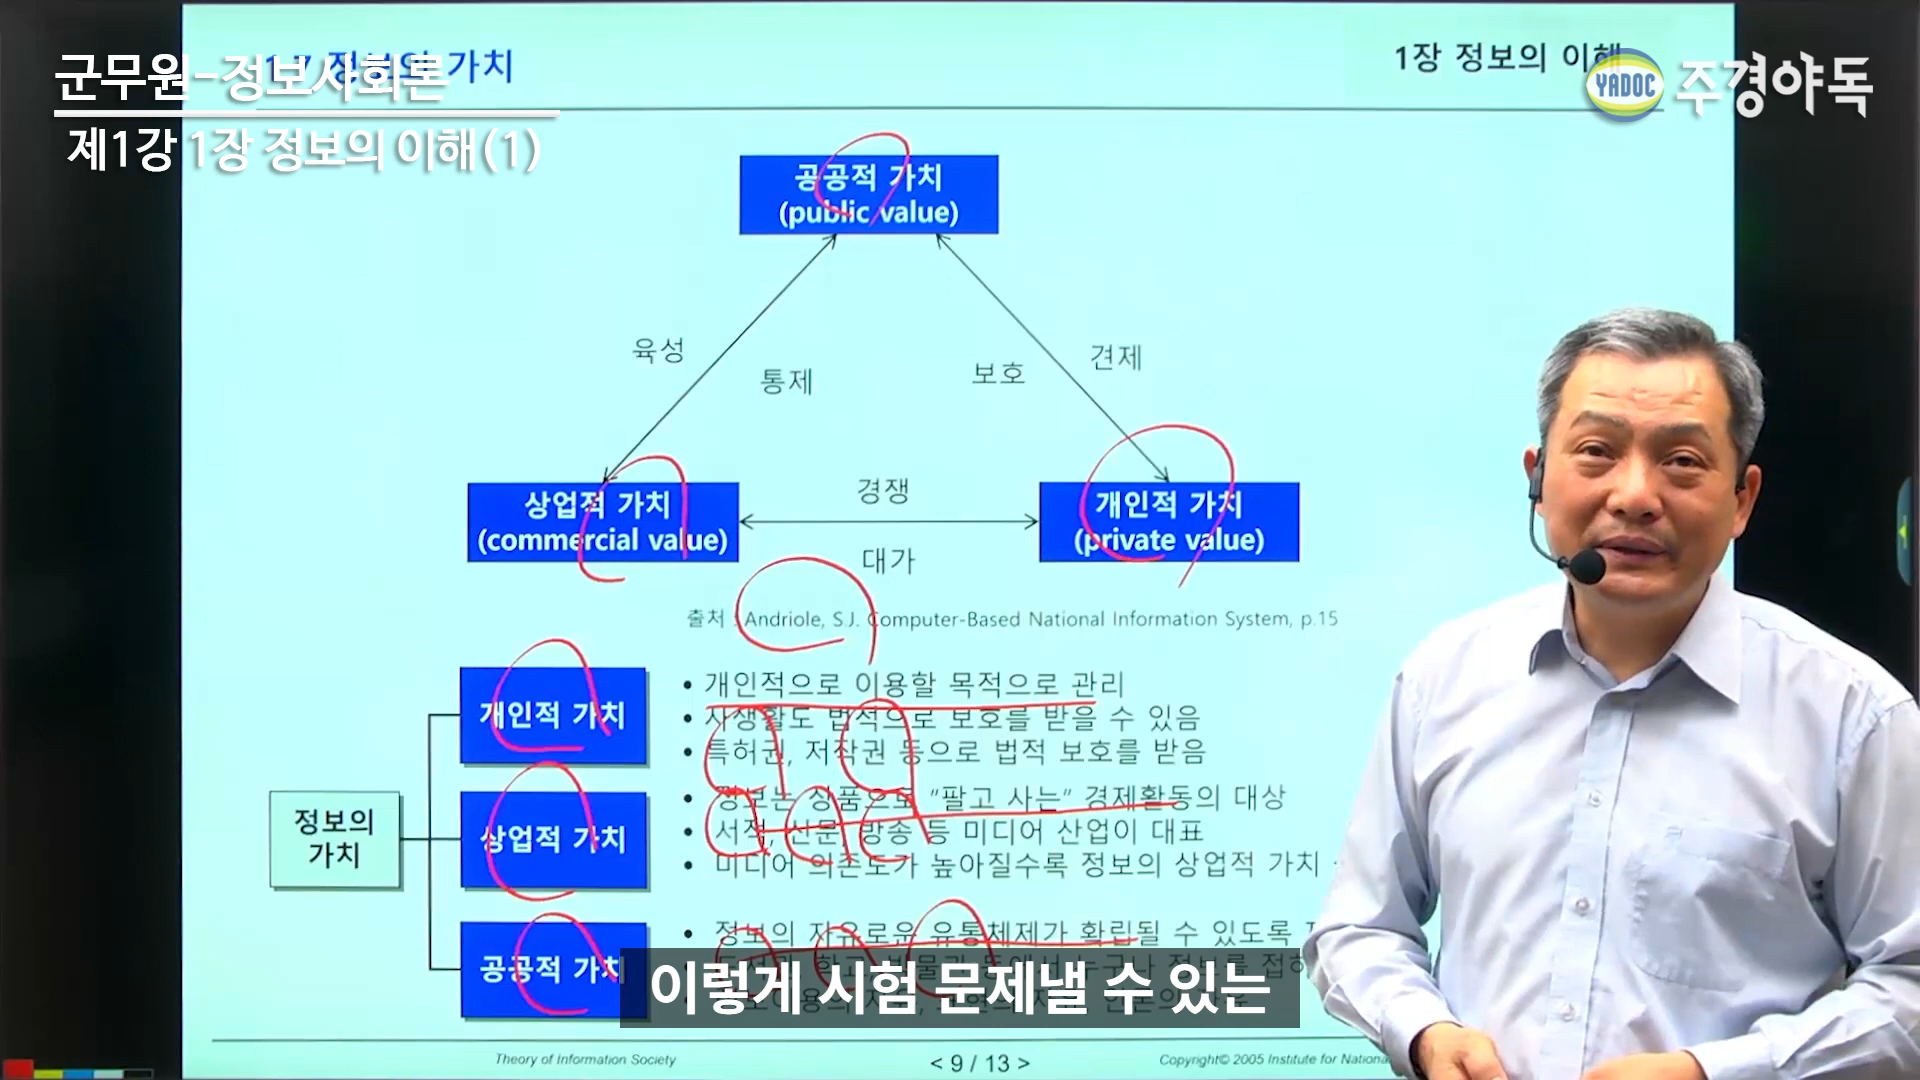 1.7 정보의 가치
1장 정보의 이해
군무원-정보사회론
제1강 1장 정보의 이해(1)
YADOC 주경야독
공공적 가치
(public value)
육성
통제
보호
견제
상업적 가치
(commercial value)
경쟁
대가
개인적 가치
(private value)
출처 : Andriole, S.J. Computer-Based National Information System, p.15
정보의
가치
개인적 가치
• 개인적으로 이용할 목적으로 관리
• 사생활도 법적으로 보호를 받을 수 있음
• 특허권, 저작권 등으로 법적 보호를 받음
상업적 가치
• 정보는 상품으로 “팔고 사는” 경제활동의 대상
• 서적, 신문, 방송 등 미디어 산업이 대표
• 미디어 의존도가 높아질수록 정보의 상업적 가치
공공적 가치
• 정보의 자유로운 유통체제가 확립될 수 있도록
이렇게 시험 문제낼 수 있는
Theory of Information Society
< 9 / 13 >
Copyright© 2005 Institute for Nationa